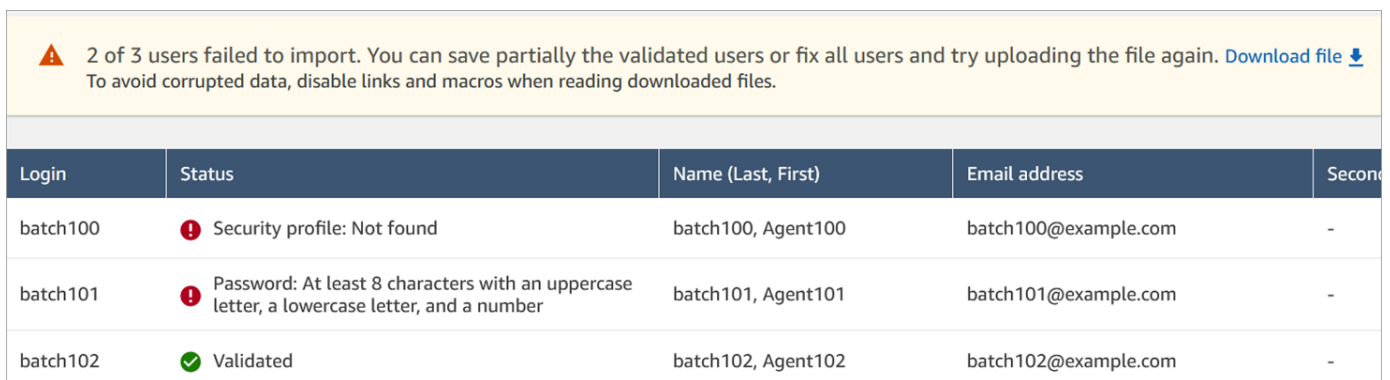 2 of 3 users failed to import. You can save partially the validated users or fix all users and try uploading the file again. Download file
To avoid corrupted data, disable links and macros when reading downloaded files.
Login Status Name (Last, First) Email address
batch100 Security profile: Not found batch100, Agent100 batch100@example.com -
batch101 Password: At least 8 characters with an uppercase letter, a lowercase letter, and a number batch101, Agent101 batch101@example.com -
batch102 Validated batch102, Agent102 batch102@example.com -